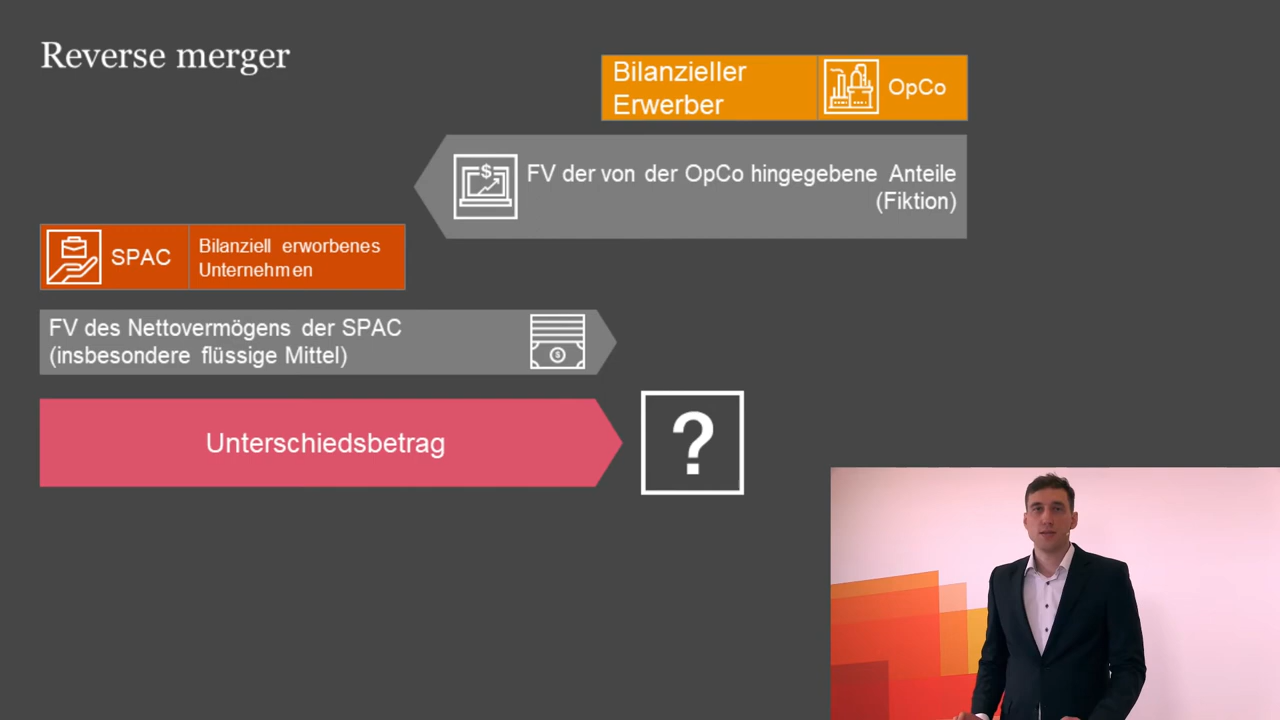 Reverse merger
Bilanzieller
Erwerber
OpCo
FV der von der OpCo hingegebene Anteile
(Fiktion)
SPAC
Bilanziell erworbenes
Unternehmen
FV des Nettovermögens der SPAC
(insbesondere flüssige Mittel)
Unterschiedsbetrag
?